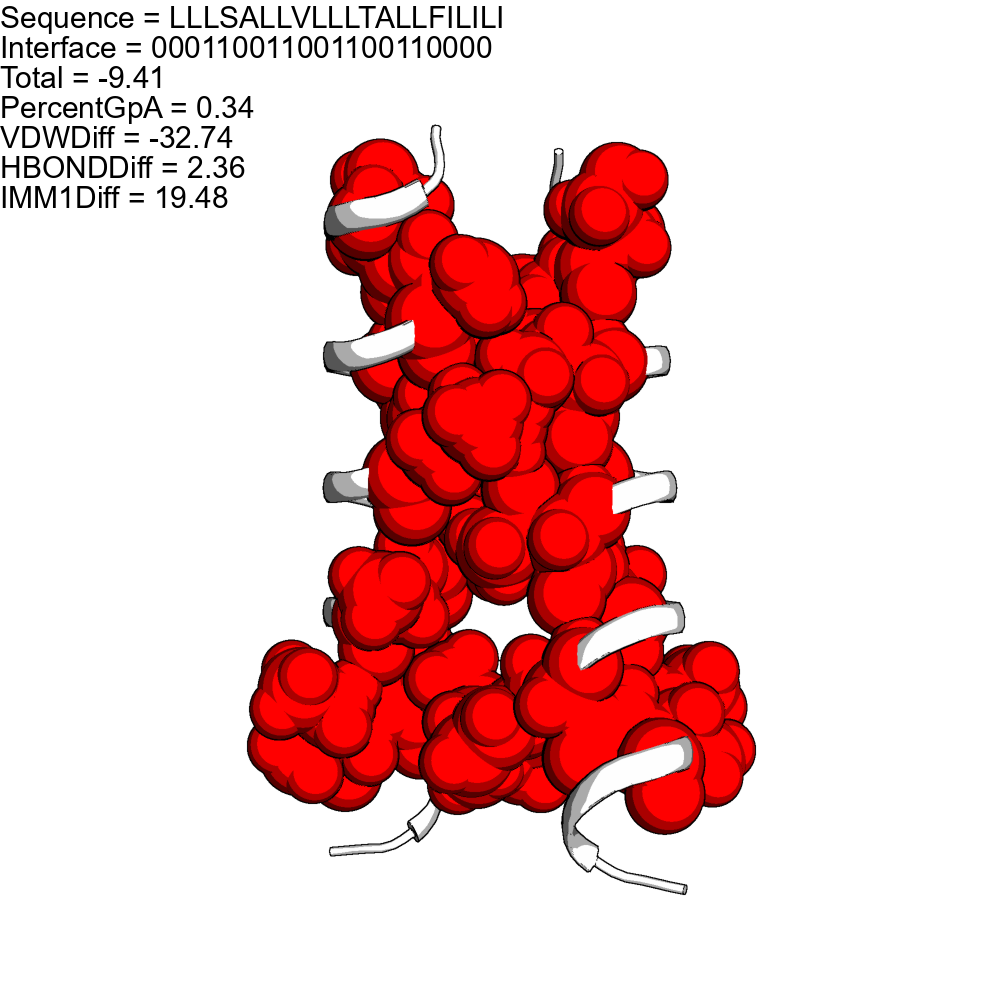 Sequence = LLLSALLVLLLTALLFILILI
Interface = 000110011001100110000
Total = -9.41
PercentGpA = 0.34
VDWDiff = -32.74
HBONDDiff = 2.36
IMM1Diff = 19.48